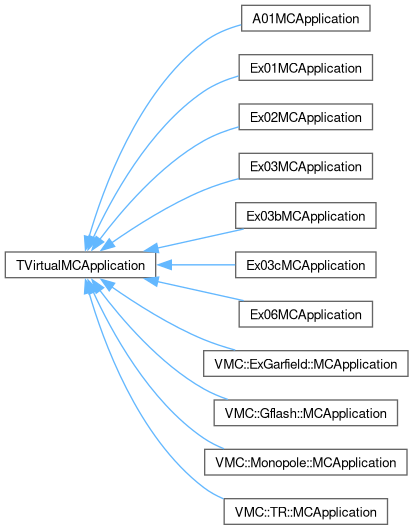 A01MCApplication
Ex01MCApplication
Ex02MCApplication
Ex03MCApplication
Ex03bMCApplication
TVirtualMCApplication
Ex03cMCApplication
Ex06MCApplication
VMC::ExGarfield::MCApplication
VMC::Gflash::MCApplication
VMC::Monopole::MCApplication
VMC::TR::MCApplication